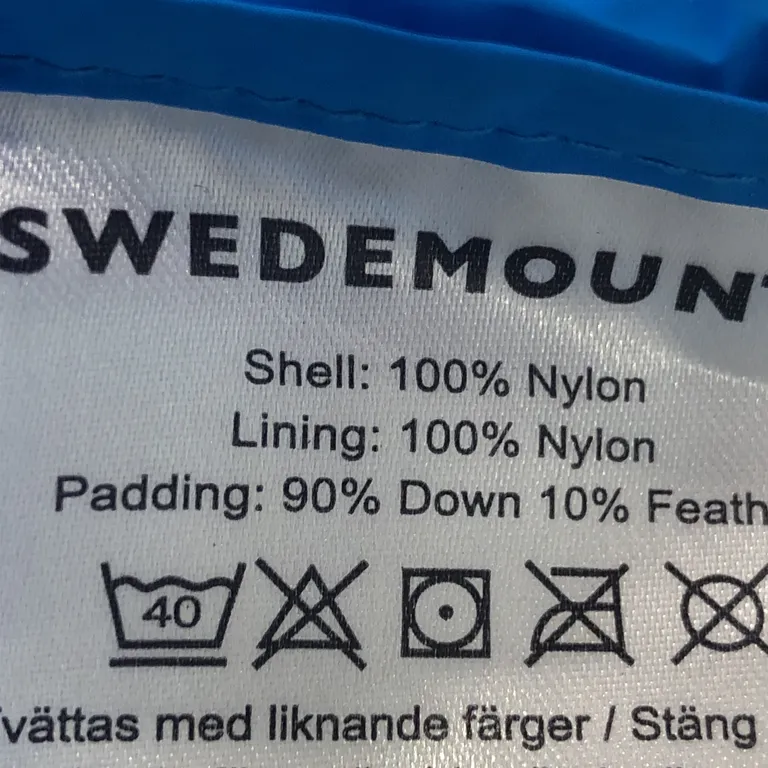 SWEDEMOUNT
Shell: 100% Nylon
Lining: 100% Nylon
Padding: 90% Down 10% Feath
40
vättas med liknande färger / Stäng